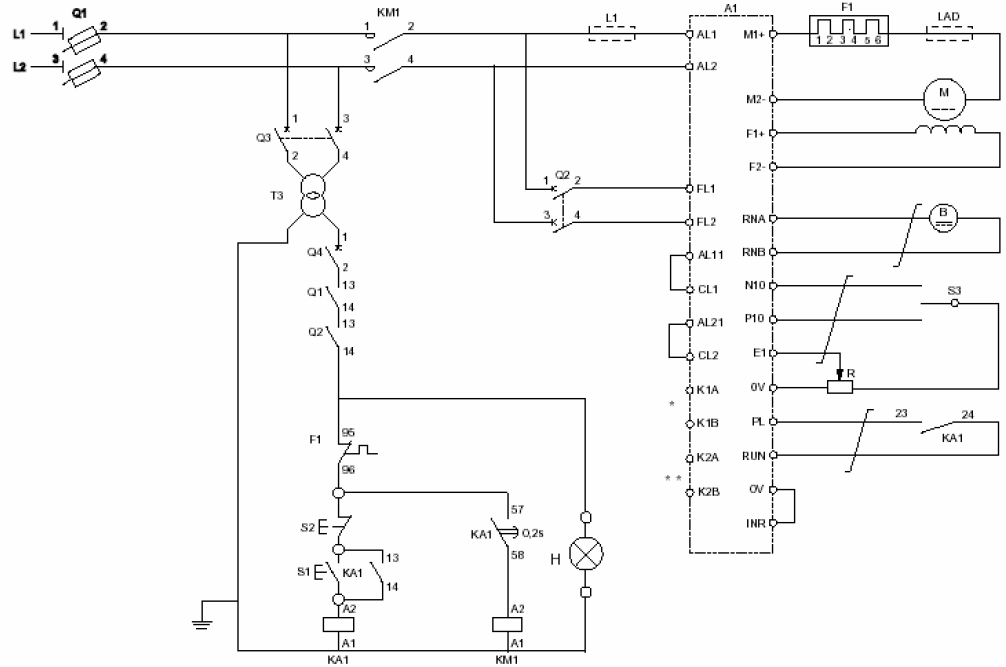 Q1 KM1 A1 F1
L1 1 2 1 2 L1 AL1 M1+ 1 2 3 4 5 6 LAD
L2 3 4 3 4 AL2
M2- M
1 3 F1+
Q3
2 4 F2-
T3 1 Q2 2 FL1
3 4 FL2 RNA B
1
Q4 AL11 RNB
2
13 CL1 N10 S3
Q1
14
13 AL21 P10
Q2
14 CL2 E1
R
K1A 0V
*
95 K1B PL 23 24
F1 KA1
96 K2A RUN
* *
K2B 0V
57
S2 KA1 0,2s INR
58
13 H
S1 KA1
14
A2 A2
A1 A1
KA1 KM1